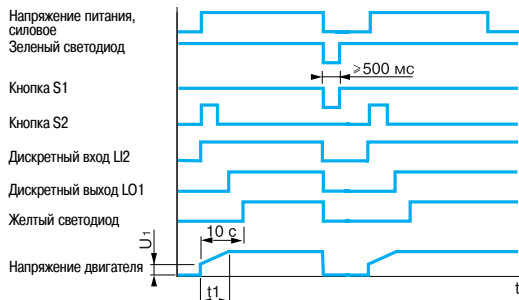 Напряжение питания,
силовое
Зеленый светодиод
≥500 мс
Кнопка S1
Кнопка S2
Дискретный вход LI2
Дискретный выход LO1
Желтый светодиод
10 с
U1
Напряжение двигателя
t1
t